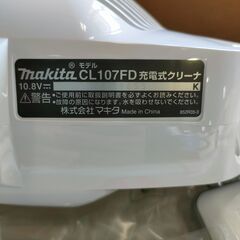 モデル
makita® CL107FD 充電式クリーナ
10.8V⎓ K
⚠警告 ●ご使用前に取扱説明書を必ずよくお読みください。
●故障の原因となります。水を吸わせないでください。
株式会社マキタ Made in China